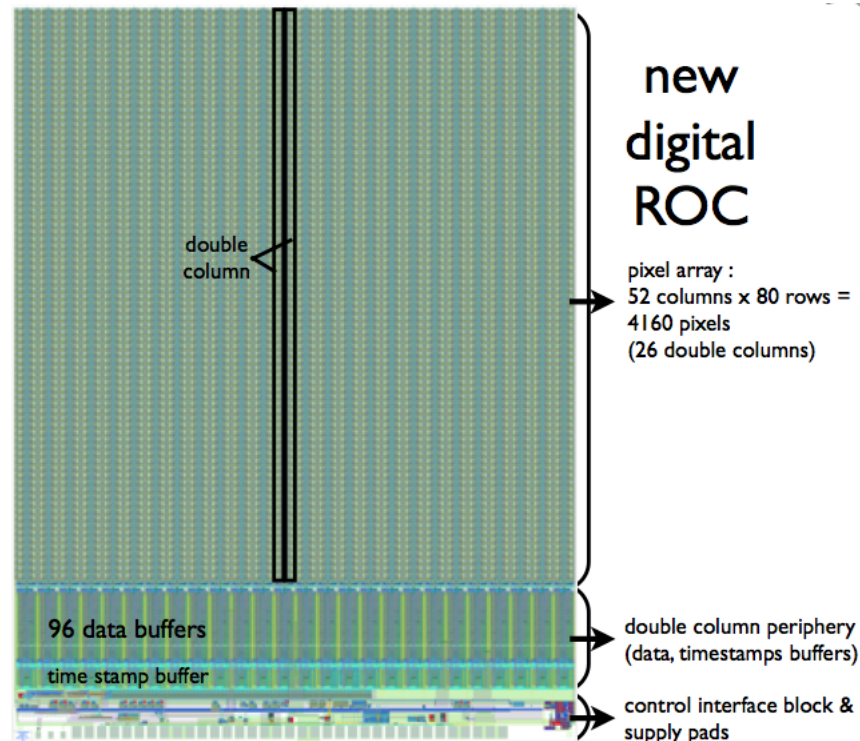 new
digital
ROC
double
column
pixel array :
52 columns x 80 rows =
4160 pixels
(26 double columns)
96 data buffers
time stamp buffer
double column periphery
(data, timestamps buffers)
control interface block &
supply pads